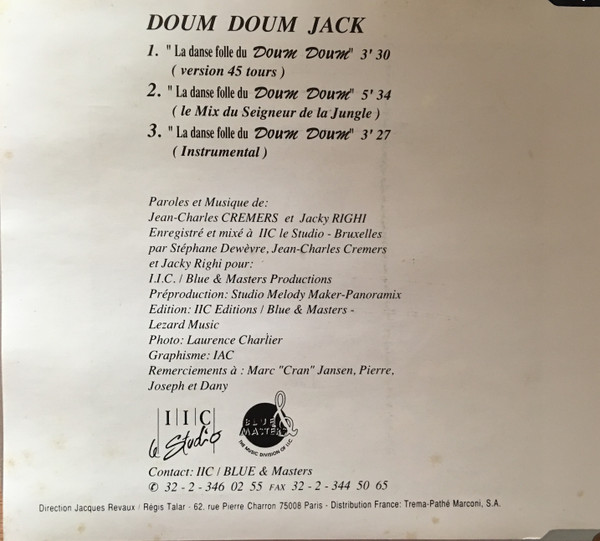 DOUM DOUM JACK
1. " La danse folle du Doum Doum" 3' 30
( version 45 tours )
2. " La danse folle du Doum Doum" 5' 34
( le Mix du Seigneur de la Jungle )
3. " La danse folle du Doum Doum" 3' 27
( Instrumental )
Paroles et Musique de:
Jean-Charles CREMERS et Jacky RIGHI
Enregistré et mixé à IIC le Studio - Bruxelles
par Stéphane Dewèvre, Jean-Charles Cremers
et Jacky Righi pour:
I.I.C. / Blue & Masters Productions
Préproduction: Studio Melody Maker-Panoramix
Edition: IIC Editions / Blue & Masters -
Lezard Music
Photo: Laurence Charlier
Graphisme: IAC
Remerciements à : Marc "Cran" Jansen, Pierre,
Joseph et Dany
IIC
le Studio
BLUE &
MASTERS
THE MUSIC DIVISION OF I.I.C.
Contact: IIC / BLUE & Masters
✆ 32 - 2 - 346 02 55 FAX 32 - 2 - 344 50 65
Direction Jacques Revaux / Régis Talar - 62, rue Pierre Charron 75008 Paris - Distribution France: Trema-Pathé Marconi, S.A.